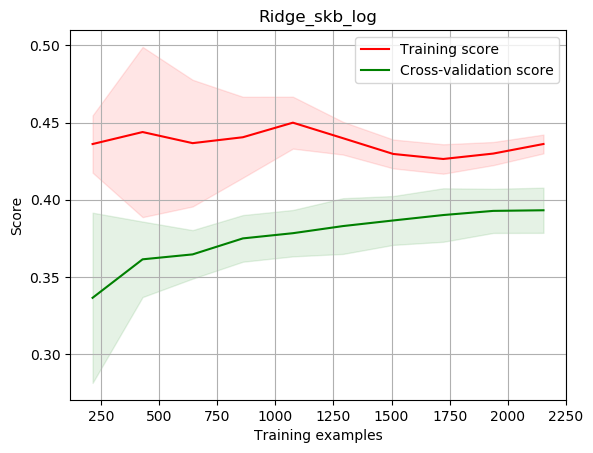 Ridge_skb_log
Training score
Cross-validation score
Score
0.50
0.45
0.40
0.35
0.30
250 500 750 1000 1250 1500 1750 2000 2250
Training examples